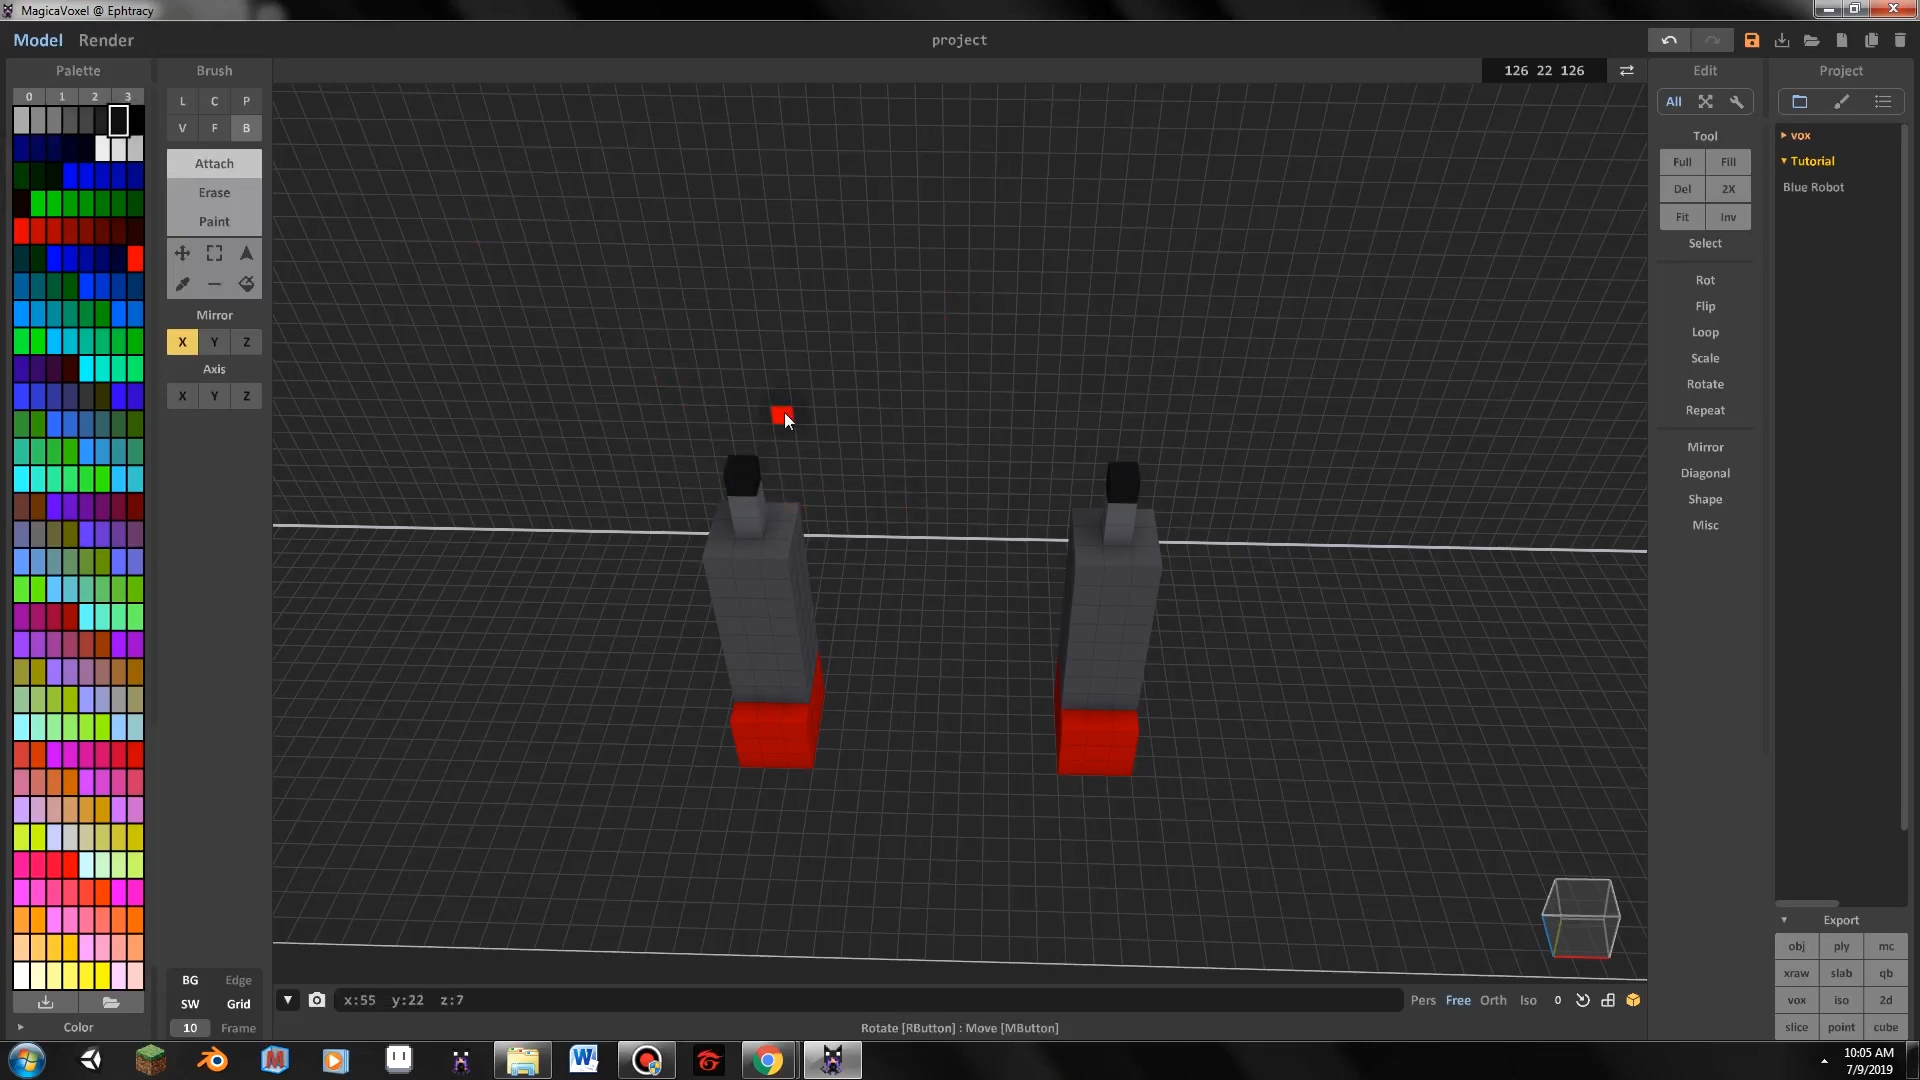 MagicaVoxel @ Ephtracy
Model Render
project
Palette
Brush
126 22 126
Edit
Project
0 1 2 3
L C P
V F B
All
Attach
Erase
Paint
Tool
Full Fill
Del 2X
Fit Inv
Select
vox
Tutorial
Blue Robot
Mirror
X Y Z
Axis
X Y Z
Rot
Flip
Loop
Scale
Rotate
Repeat
Mirror
Diagonal
Shape
Misc
Export
obj ply mc
xraw slab qb
vox iso 2d
slice point cube
BG Edge
SW Grid
10 Frame
Color
x:55 y:22 z:7
Pers Free Orth Iso 0
Rotate [RButton] : Move [MButton]
10:05 AM
7/9/2019